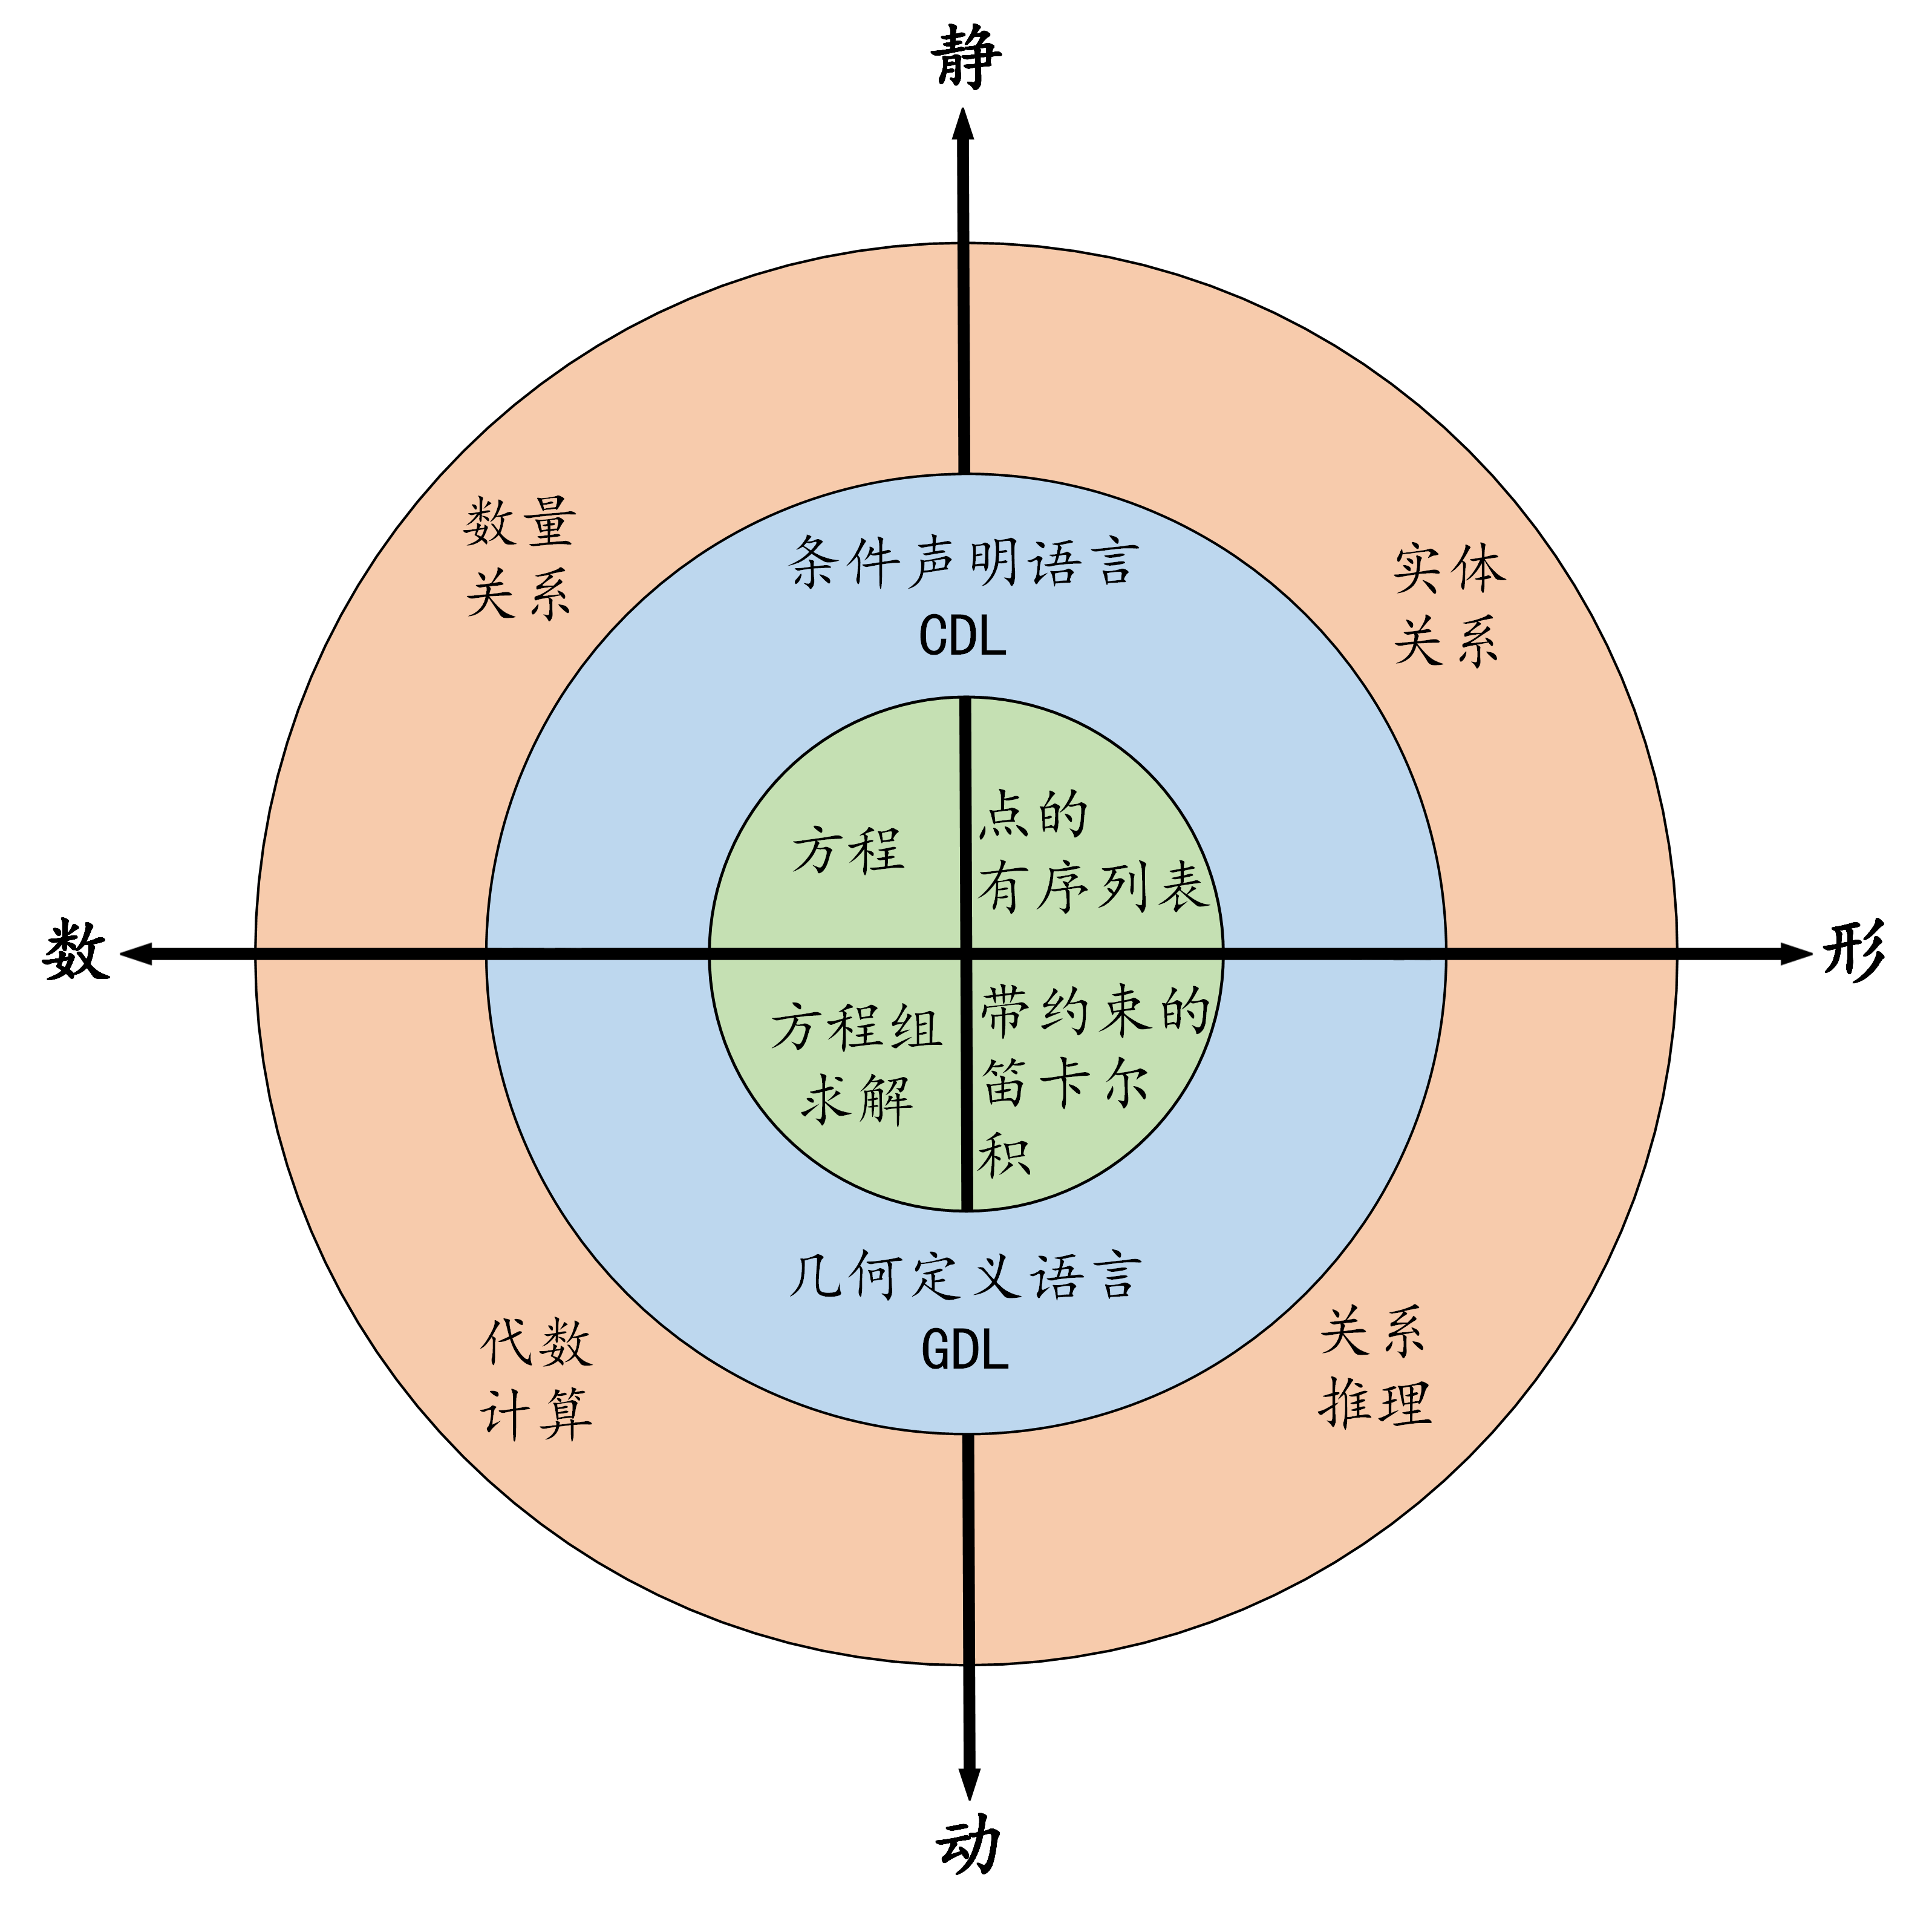 静
数量
关系
条件声明语言
CDL
实体
关系
方程
点的
有序列表
数
形
方程组
求解
带约束的
笛卡尔
积
几何定义语言
GDL
代数
计算
关系
推理
动